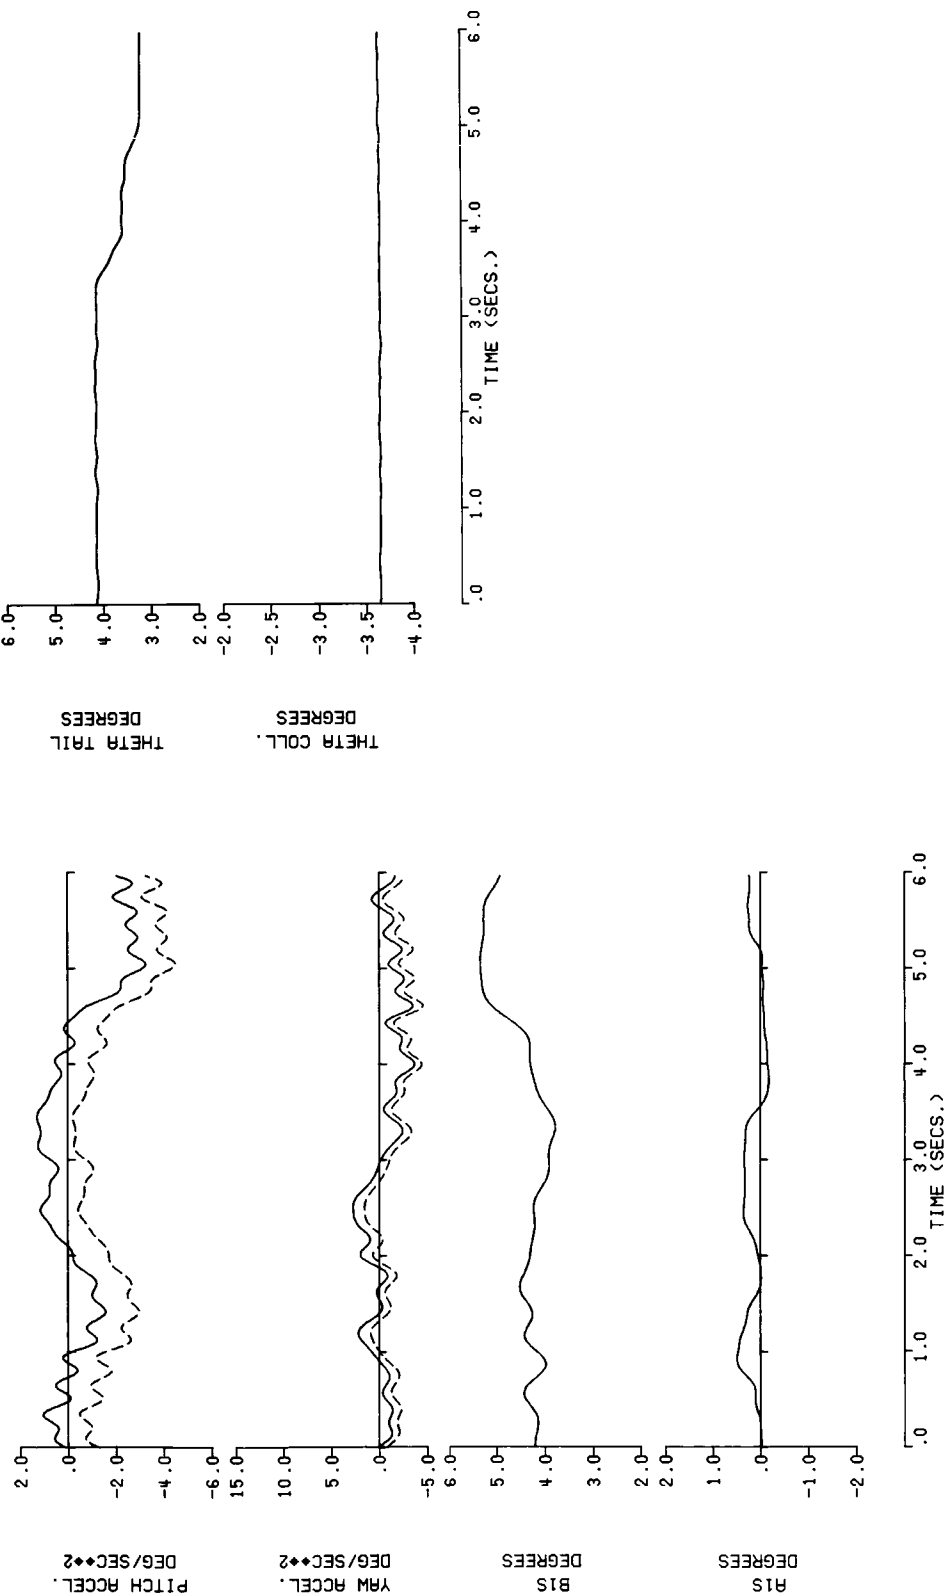 PITCH ACCEL.
DEG/SEC**2
2.0
.0
-2.0
-4.0
-6.0
YAW ACCEL.
DEG/SEC**2
15.0
10.0
5.0
.0
-5.0
B1S
DEGREES
6.0
5.0
4.0
3.0
2.0
A1S
DEGREES
2.0
1.0
.0
-1.0
-2.0
.0 1.0 2.0 3.0 4.0 5.0 6.0
TIME (SECS.)
THETA TAIL
DEGREES
6.0
5.0
4.0
3.0
2.0
THETA COLL.
DEGREES
-2.0
-2.5
-3.0
-3.5
-4.0
.0 1.0 2.0 3.0 4.0 5.0 6.0
TIME (SECS.)